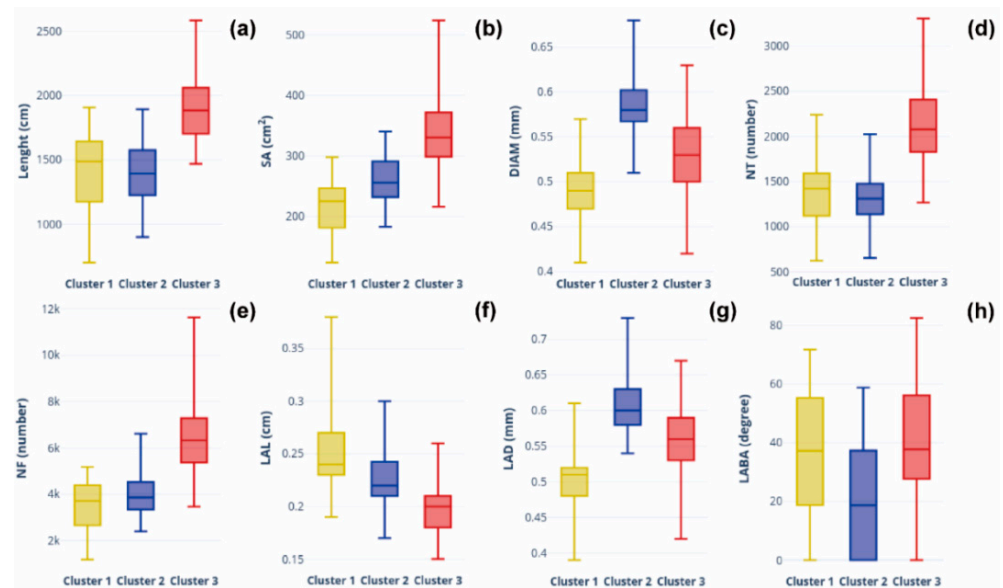 (a)
Lenght (cm)
2500
2000
1500
1000
Cluster 1 Cluster 2 Cluster 3
(b)
SA (cm²)
500
400
300
200
Cluster 1 Cluster 2 Cluster 3
(c)
DIAM (mm)
0.65
0.6
0.55
0.5
0.45
0.4
Cluster 1 Cluster 2 Cluster 3
(d)
NT (number)
3000
2500
2000
1500
1000
500
Cluster 1 Cluster 2 Cluster 3
(e)
NF (number)
12k
10k
8k
6k
4k
2k
Cluster 1 Cluster 2 Cluster 3
(f)
LAL (cm)
0.35
0.3
0.25
0.2
0.15
Cluster 1 Cluster 2 Cluster 3
(g)
LAD (mm)
0.7
0.65
0.6
0.55
0.5
0.45
0.4
Cluster 1 Cluster 2 Cluster 3
(h)
LABA (degree)
80
60
40
20
0
Cluster 1 Cluster 2 Cluster 3